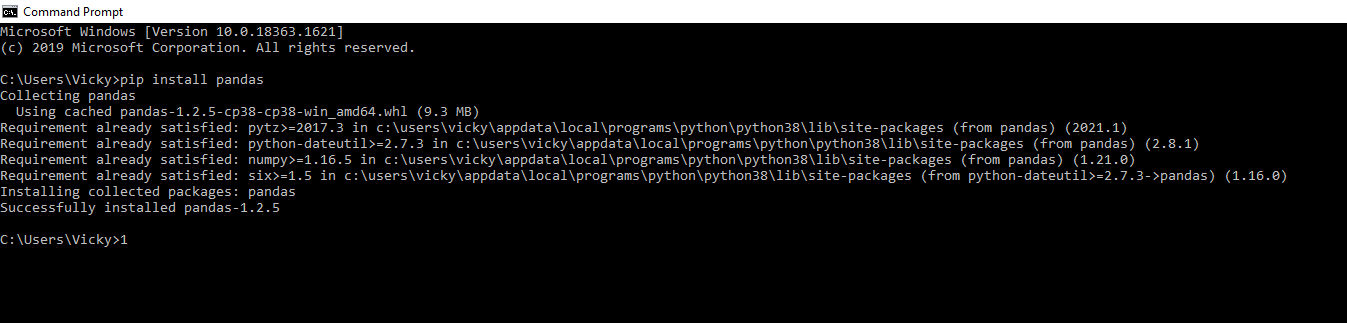 Command Prompt
Microsoft Windows [Version 10.0.18363.1621]
(c) 2019 Microsoft Corporation. All rights reserved.
C:\Users\Vicky>pip install pandas
Collecting pandas
  Using cached pandas-1.2.5-cp38-cp38-win_amd64.whl (9.3 MB)
Requirement already satisfied: pytz>=2017.3 in c:\users\vicky\appdata\local\programs\python\python38\lib\site-packages (from pandas) (2021.1)
Requirement already satisfied: python-dateutil>=2.7.3 in c:\users\vicky\appdata\local\programs\python\python38\lib\site-packages (from pandas) (2.8.1)
Requirement already satisfied: numpy>=1.16.5 in c:\users\vicky\appdata\local\programs\python\python38\lib\site-packages (from pandas) (1.21.0)
Requirement already satisfied: six>=1.5 in c:\users\vicky\appdata\local\programs\python\python38\lib\site-packages (from python-dateutil>=2.7.3->pandas) (1.16.0)
Installing collected packages: pandas
Successfully installed pandas-1.2.5
C:\Users\Vicky>1